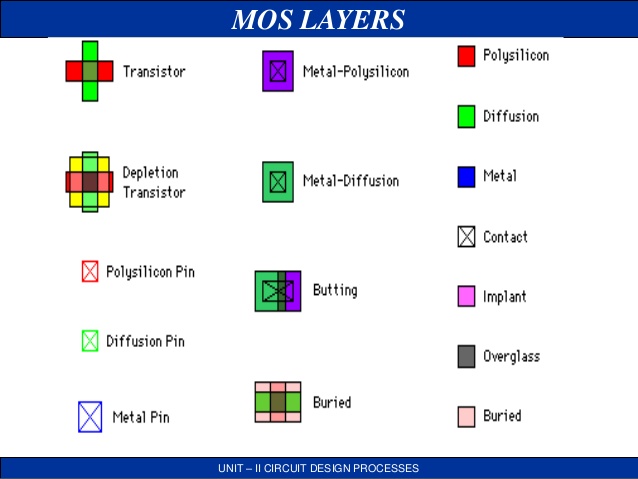 MOS LAYERS
Transistor
Depletion
Transistor
Polysilicon Pin
Diffusion Pin
Metal Pin
Metal-Polysilicon
Metal-Diffusion
Butting
Buried
Polysilicon
Diffusion
Metal
Contact
Implant
Overglass
Buried
UNIT – II CIRCUIT DESIGN PROCESSES